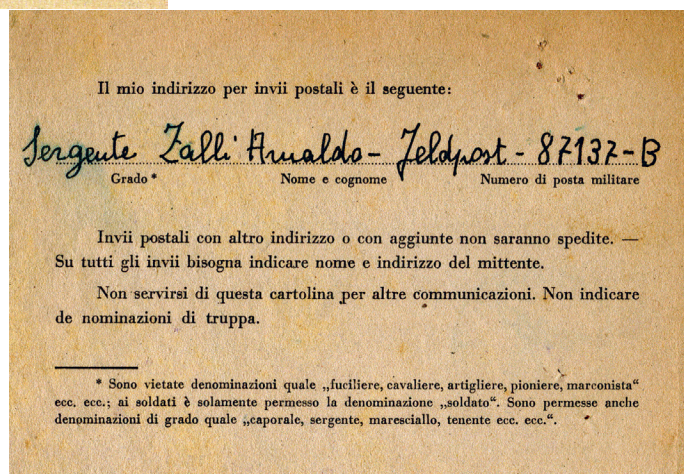 Il mio indirizzo per invii postali è il seguente:
Sergente Zalli Arnaldo - Feldpost - 87137-B
Grado * Nome e cognome Numero di posta militare
Invii postali con altro indirizzo o con aggiunte non saranno spedite. —
Su tutti gli invii bisogna indicare nome e indirizzo del mittente.
Non servirsi di questa cartolina per altre communicazioni. Non indicare
de nominazioni di truppa.
* Sono vietate denominazioni quale „fuciliere, cavaliere, artigliere, pioniere, marconista“
ecc. ecc.; ai soldati è solamente permesso la denominazione „soldato“. Sono permesse anche
denominazioni di grado quale „caporale, sergente, maresciallo, tenente ecc. ecc.“.